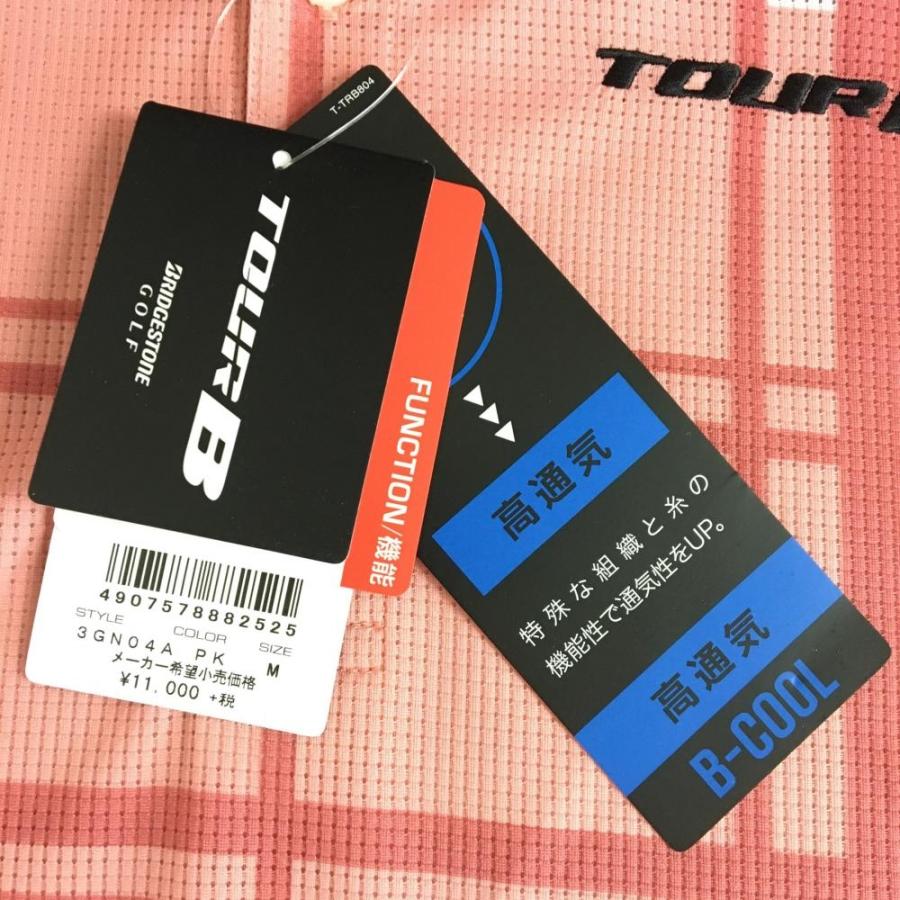 TOUR B
BRIDGESTONE
GOLF
4907578882525
STYLE COLOR SIZE
3GN04A PK M
メーカー希望小売価格
¥11,000 +税
FUNCTION/機能
T-TRB804
高通気
特殊な組織と糸の
機能性で通気性をUP。
高通気
B-COOL
TOUR